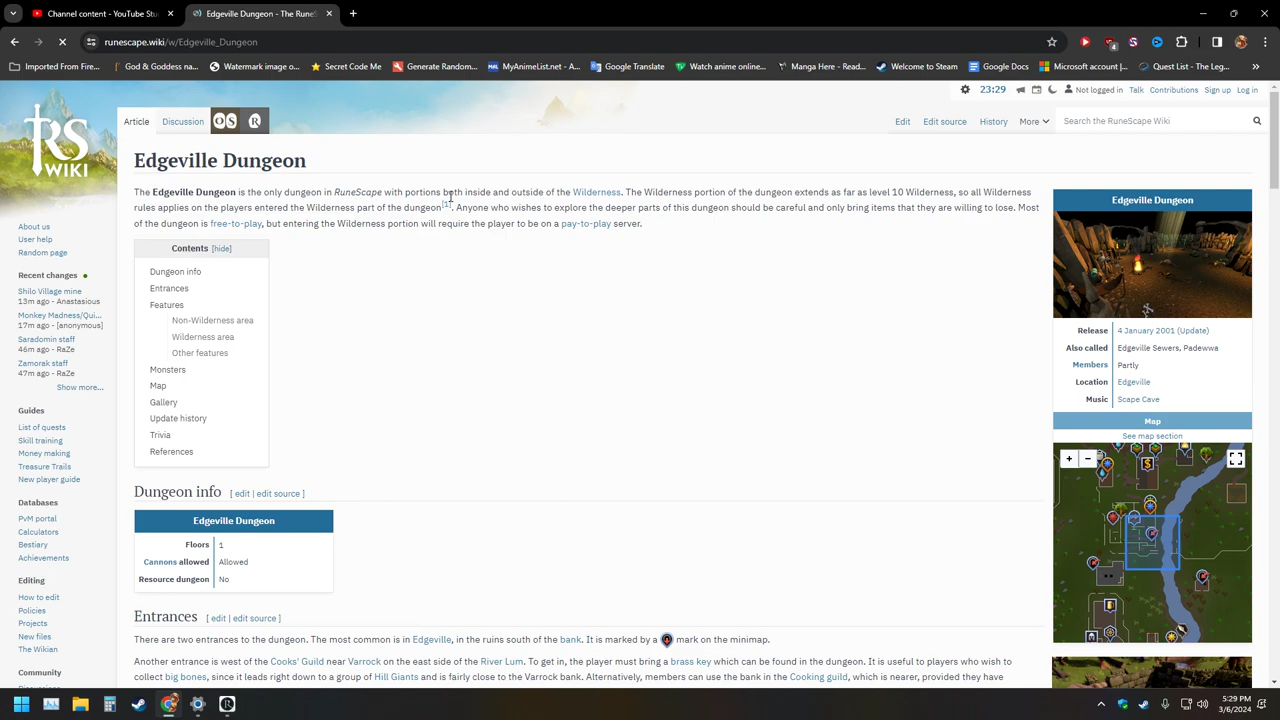 Channel content - YouTube Stu
Edgeville Dungeon - The RuneS
runescape.wiki/w/Edgeville_Dungeon
4
Imported From Firef...
God & Goddess na...
Watermark image o...
Secret Code Me
Generate Random...
MyAnimeList.net - A...
Google Translate
Watch anime online...
Manga Here - Read...
Welcome to Steam
Google Docs
Microsoft account |...
Quest List - The Leg...
23:29
Not logged in Talk Contributions Sign up Log in
RS
WIKI
Article Discussion OS R
Edit Edit source History More
Search the RuneScape Wiki
About us
User help
Random page
Recent changes
Shilo Village mine
13m ago - Anastasious
Monkey Madness/Qui...
17m ago - [anonymous]
Saradomin staff
46m ago - RaZe
Zamorak staff
47m ago - RaZe
Show more...
Guides
List of quests
Skill training
Money making
Treasure Trails
New player guide
Databases
PvM portal
Calculators
Bestiary
Achievements
Editing
How to edit
Policies
Projects
New files
The Wikian
Community
Edgeville Dungeon
The Edgeville Dungeon is the only dungeon in RuneScape with portions both inside and outside of the Wilderness. The Wilderness portion of the dungeon extends as far as level 10 Wilderness, so all Wilderness
rules applies on the players entered the Wilderness part of the dungeon[1]. Anyone who wishes to explore the deeper parts of this dungeon should be careful and only bring items that they are willing to lose. Most
of the dungeon is free-to-play, but entering the Wilderness portion will require the player to be on a pay-to-play server.
Contents [hide]
Dungeon info
Entrances
Features
Non-Wilderness area
Wilderness area
Other features
Monsters
Map
Gallery
Update history
Trivia
References
Dungeon info [ edit | edit source ]
Edgeville Dungeon
Floors 1
Cannons allowed Allowed
Resource dungeon No
Entrances [ edit | edit source ]
There are two entrances to the dungeon. The most common is in Edgeville, in the ruins south of the bank. It is marked by a mark on the minimap.
Another entrance is west of the Cooks' Guild near Varrock on the east side of the River Lum. To get in, the player must bring a brass key which can be found in the dungeon. It is useful to players who wish to
collect big bones, since it leads right down to a group of Hill Giants and is fairly close to the Varrock bank. Alternatively, members can use the bank in the Cooking guild, which is nearer, provided they have
Edgeville Dungeon
Release 4 January 2001 (Update)
Also called Edgeville Sewers, Padewwa
Members Partly
Location Edgeville
Music Scape Cave
Map
See map section
+ −
5:29 PM
3/6/2024